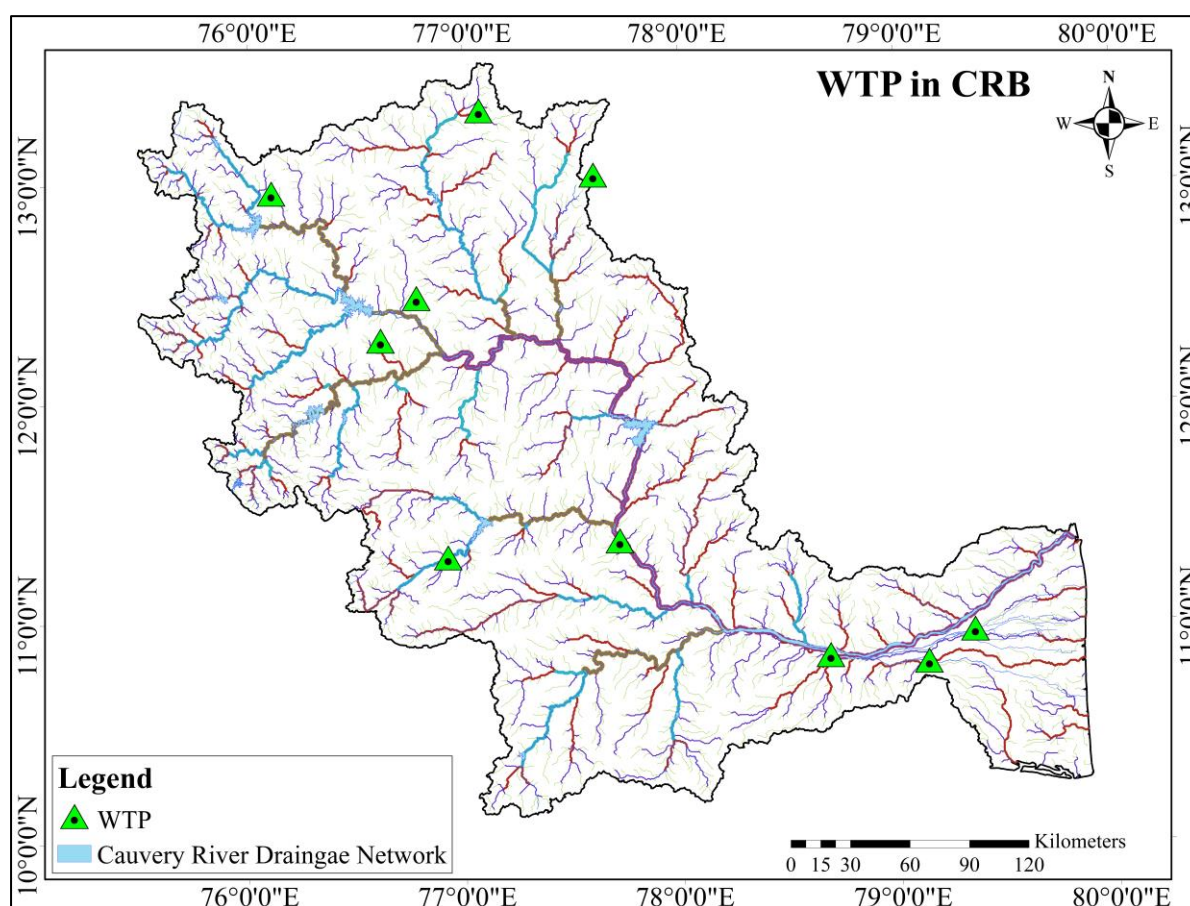 76°0'0"E 77°0'0"E 78°0'0"E 79°0'0"E 80°0'0"E
WTP in CRB
N
W E
S
13°0'0"N 13°0'0"N
12°0'0"N 12°0'0"N
11°0'0"N 11°0'0"N
10°0'0"N
Legend
WTP
Cauvery River Draingae Network
Kilometers
0 15 30 60 90 120
76°0'0"E 77°0'0"E 78°0'0"E 79°0'0"E 80°0'0"E